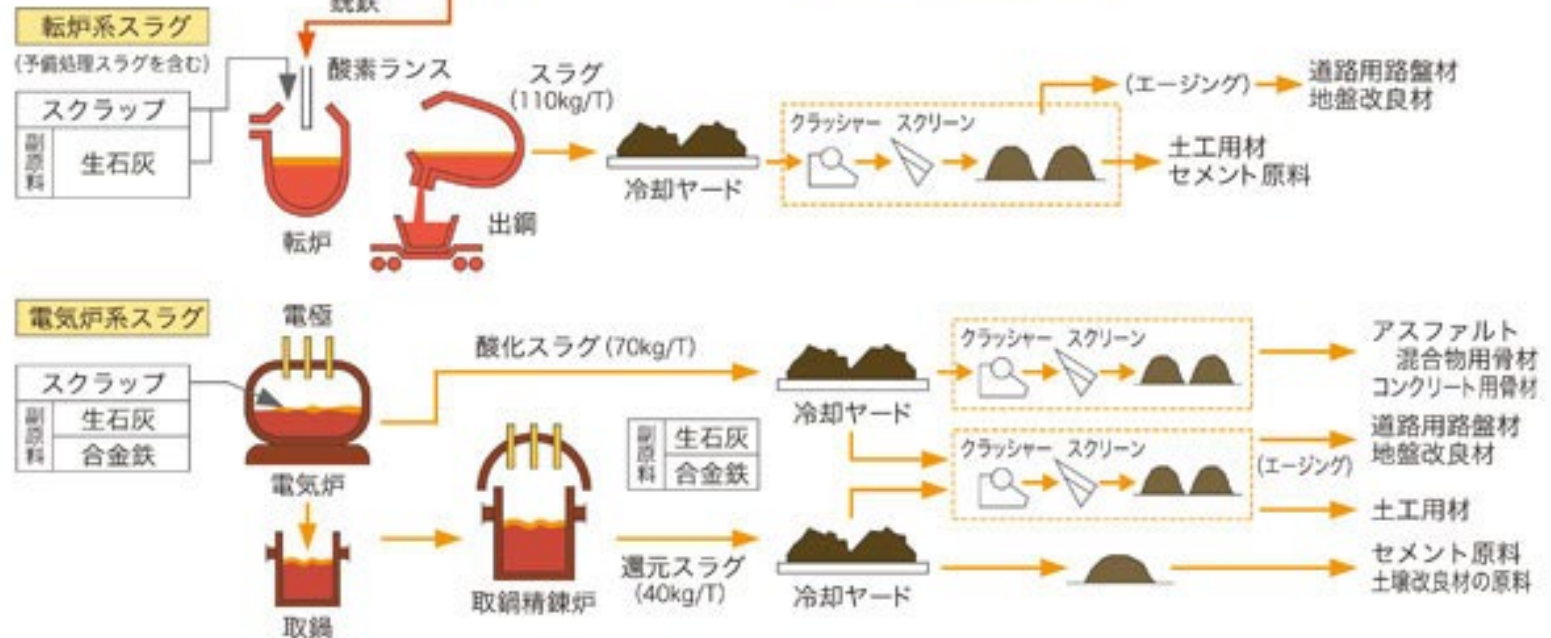 銑鉄
転炉系スラグ
(予備処理スラグを含む)
スクラップ
副原料
生石灰
酸素ランス
転炉
出鋼
スラグ
(110kg/T)
冷却ヤード
クラッシャー スクリーン
(エージング)
道路用路盤材
地盤改良材
土工用材
セメント原料
電気炉系スラグ
スクラップ
副原料
生石灰
合金鉄
電極
電気炉
取鍋
酸化スラグ(70kg/T)
取鍋精錬炉
副原料
生石灰
合金鉄
還元スラグ
(40kg/T)
冷却ヤード
冷却ヤード
クラッシャー スクリーン
クラッシャー スクリーン
(エージング)
アスファルト
混合物用骨材
コンクリート用骨材
道路用路盤材
地盤改良材
土工用材
セメント原料
土壌改良材の原料